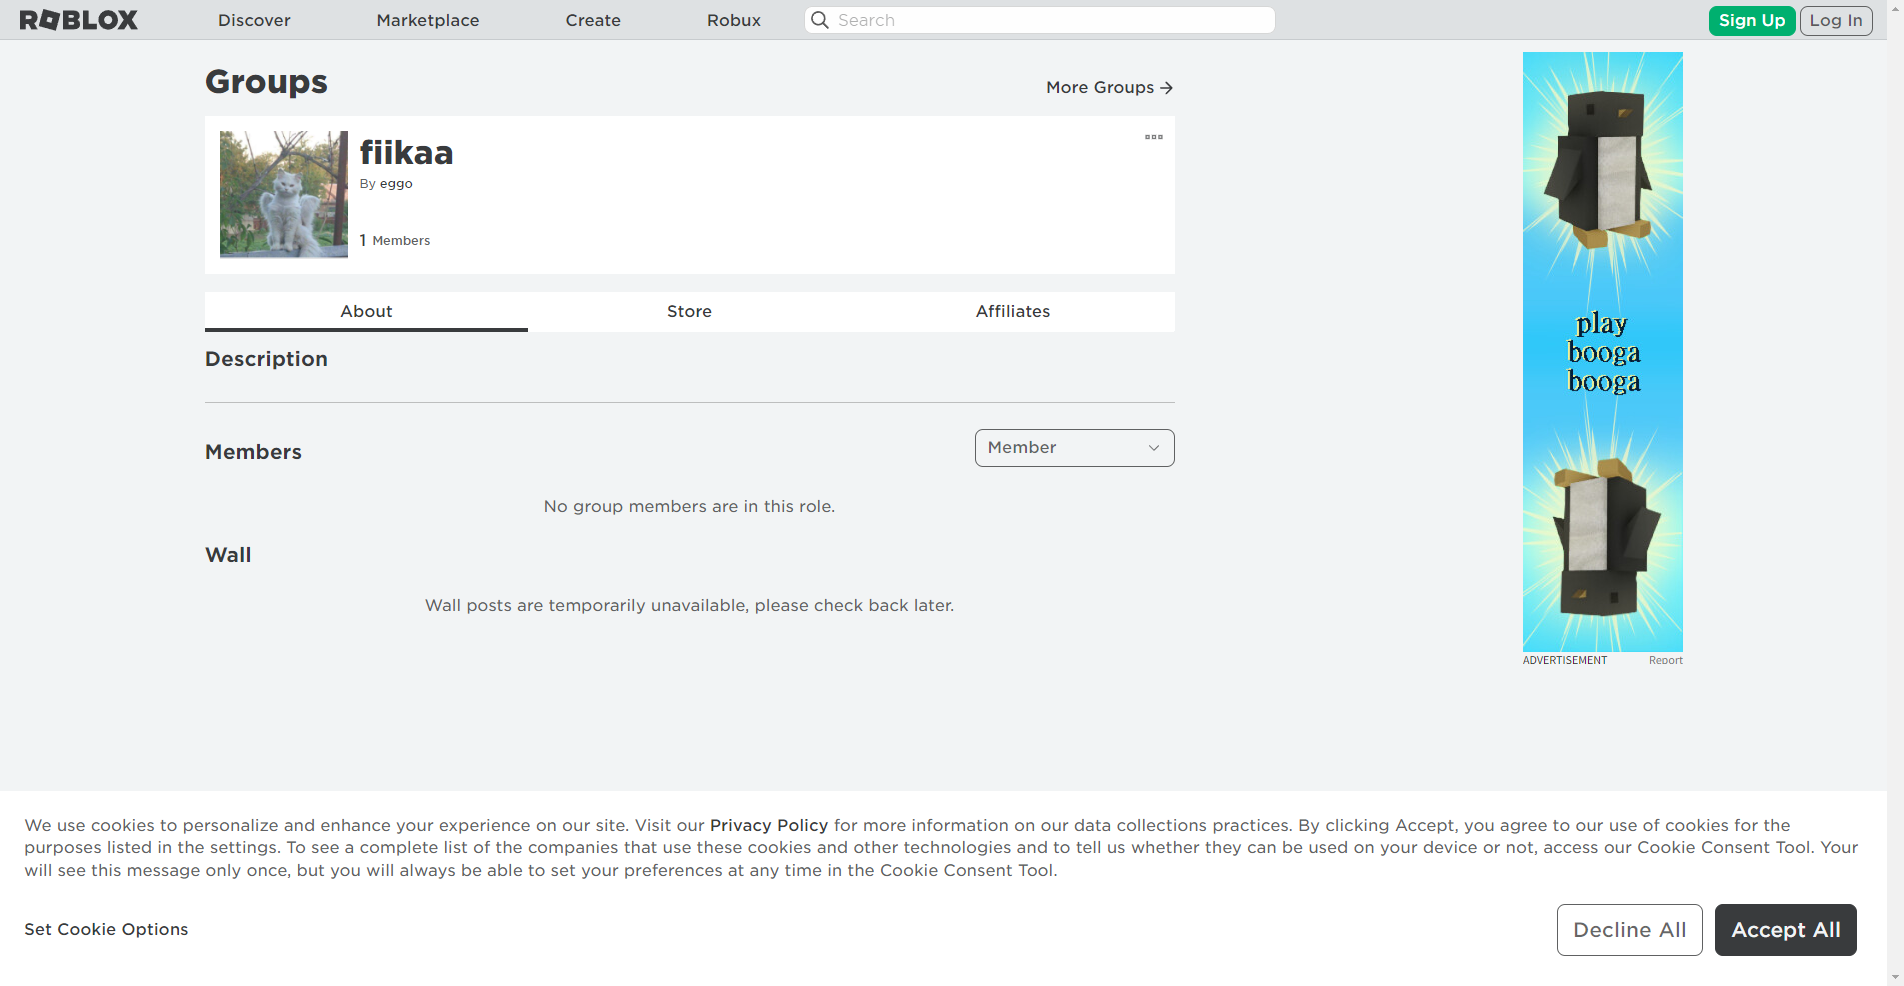 ROBLOX
Discover
Marketplace
Create
Robux
Search
Sign Up
Log In
Groups
More Groups
fiikaa
By eggo
1 Members
About
Store
Affiliates
Description
Members
Member
No group members are in this role.
Wall
Wall posts are temporarily unavailable, please check back later.
play
booga
booga
ADVERTISEMENT
Report
We use cookies to personalize and enhance your experience on our site. Visit our Privacy Policy for more information on our data collections practices. By clicking Accept, you agree to our use of cookies for the
purposes listed in the settings. To see a complete list of the companies that use these cookies and other technologies and to tell us whether they can be used on your device or not, access our Cookie Consent Tool. Your
will see this message only once, but you will always be able to set your preferences at any time in the Cookie Consent Tool.
Set Cookie Options
Decline All
Accept All